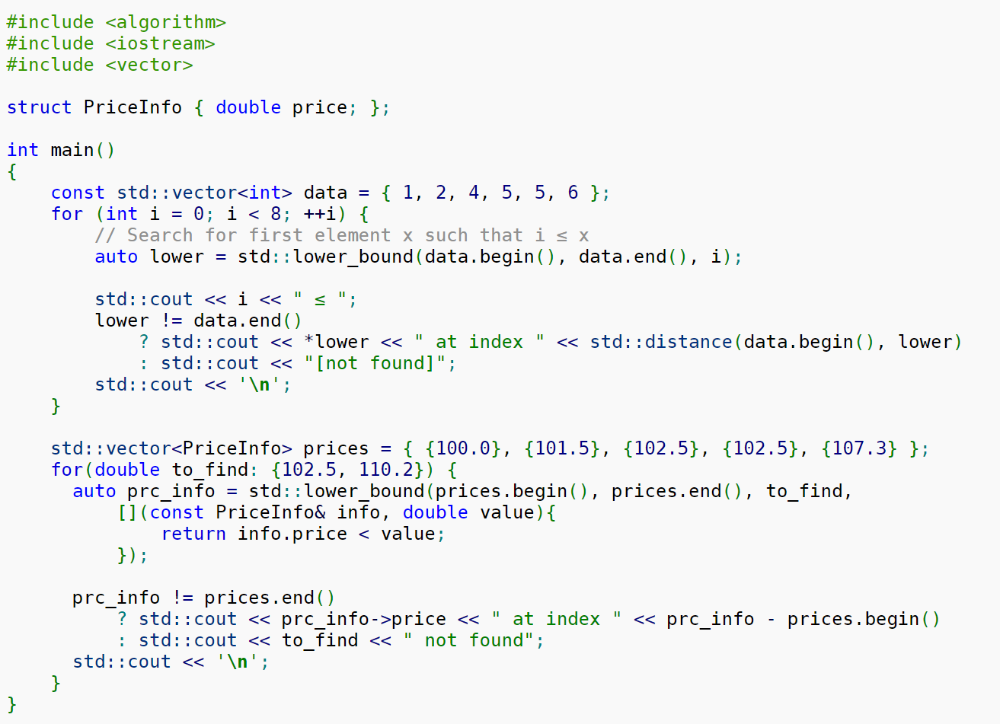 #include <algorithm>
#include <iostream>
#include <vector>

struct PriceInfo { double price; };

int main()
{
    const std::vector<int> data = { 1, 2, 4, 5, 5, 6 };
    for (int i = 0; i < 8; ++i) {
        // Search for first element x such that i ≤ x
        auto lower = std::lower_bound(data.begin(), data.end(), i);

        std::cout << i << " ≤ ";
        lower != data.end()
            ? std::cout << *lower << " at index " << std::distance(data.begin(), lower)
            : std::cout << "[not found]";
        std::cout << '\n';
    }

    std::vector<PriceInfo> prices = { {100.0}, {101.5}, {102.5}, {102.5}, {107.3} };
    for(double to_find: {102.5, 110.2}) {
      auto prc_info = std::lower_bound(prices.begin(), prices.end(), to_find,
          [](const PriceInfo& info, double value){
              return info.price < value;
          });

      prc_info != prices.end()
          ? std::cout << prc_info->price << " at index " << prc_info - prices.begin()
          : std::cout << to_find << " not found";
      std::cout << '\n';
    }
}